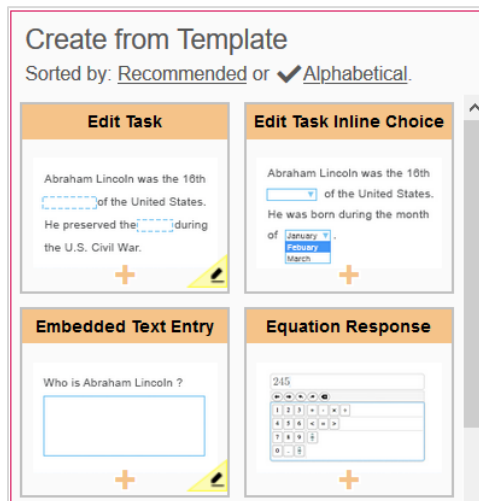 Create from Template
Sorted by: Recommended or Alphabetical.
Edit Task
Abraham Lincoln was the 16th
of the United States.
He preserved the during
the U.S. Civil War.
Edit Task Inline Choice
Abraham Lincoln was the 16th
of the United States.
He was born during the month
of January .
Febuary
March
Embedded Text Entry
Who is Abraham Lincoln ?
Equation Response
245
1 2 3 + - × ÷
4 5 6 < = >
7 8 9
0 .